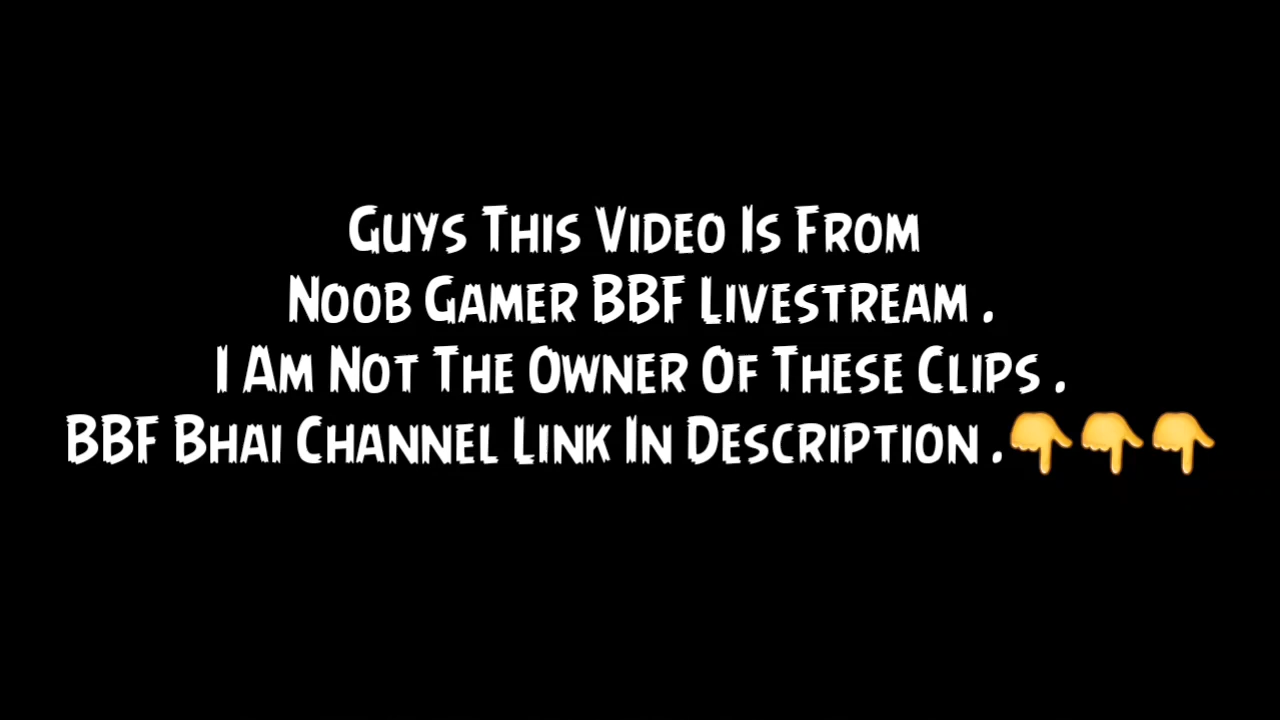 Guys This Video Is From
Noob Gamer BBF Livestream .
I Am Not The Owner Of These Clips .
BBF Bhai Channel Link In Description .👇👇👇